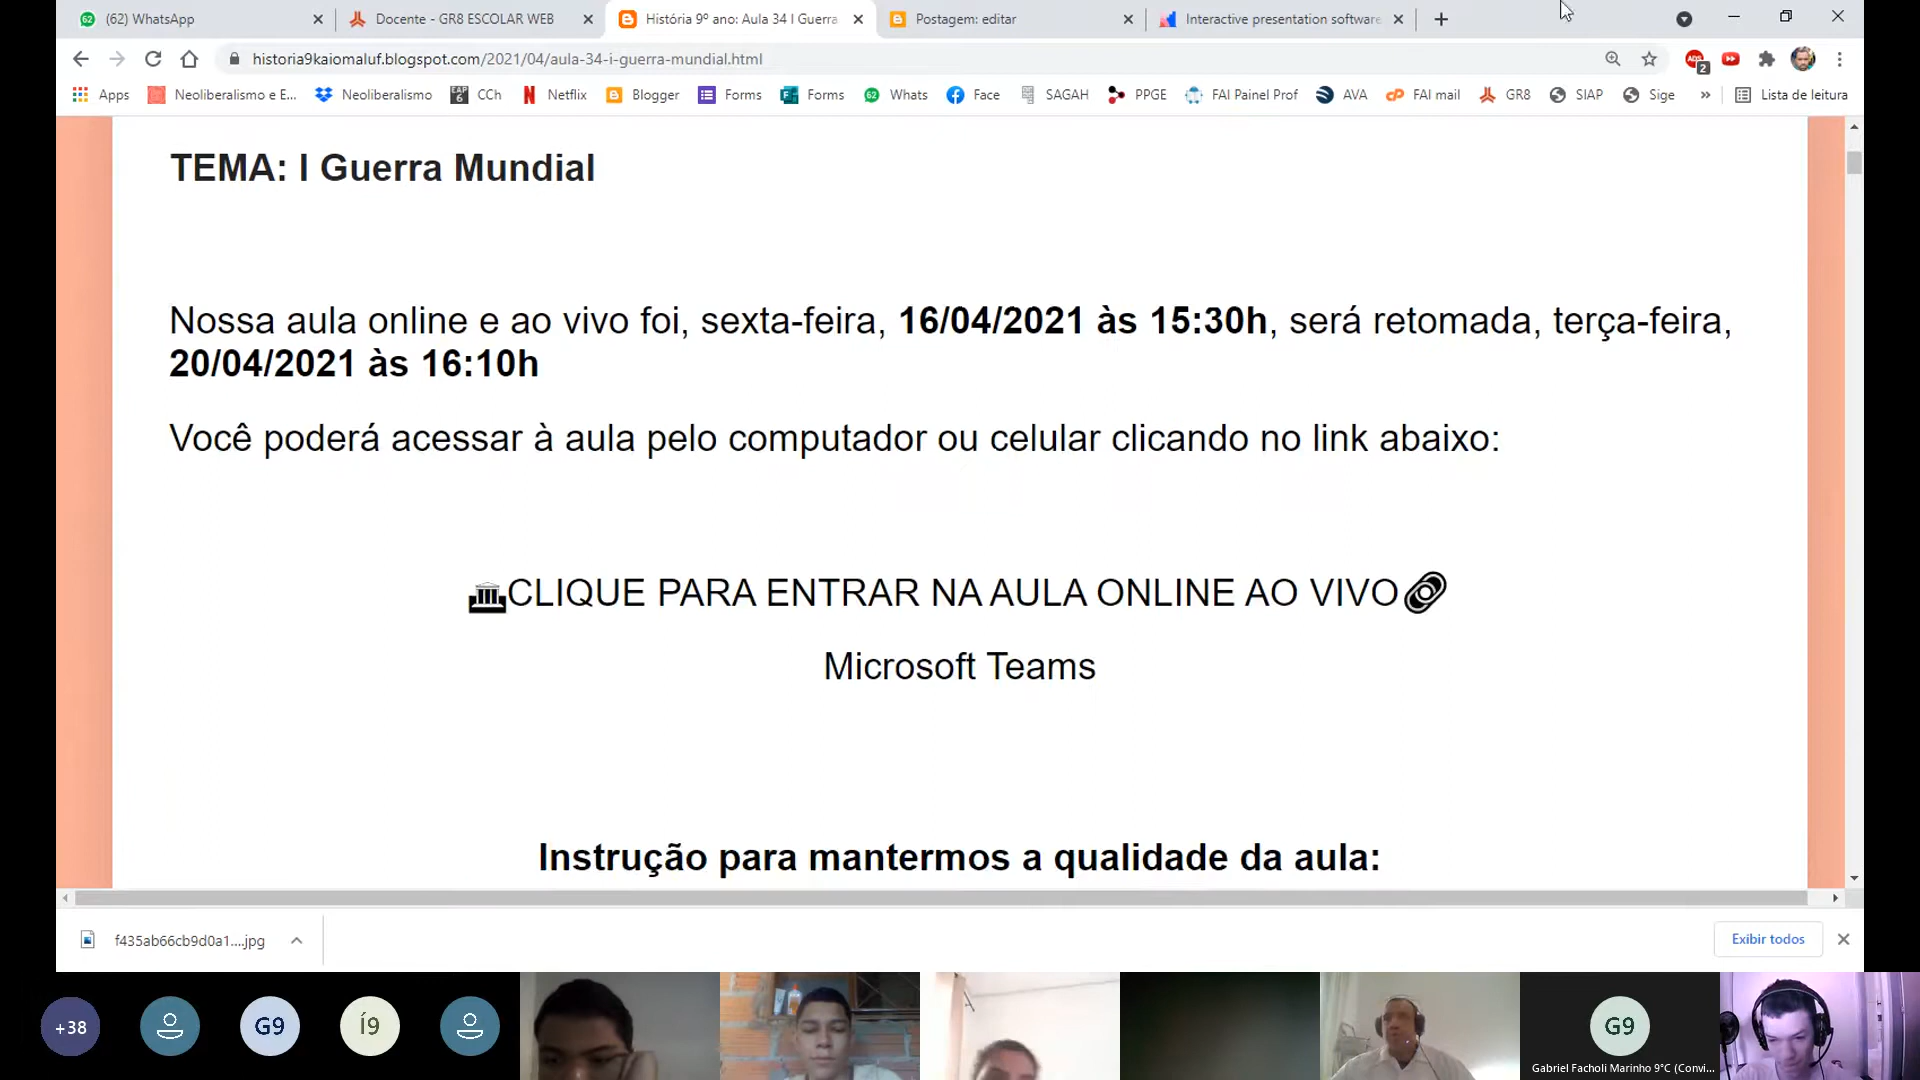 (62) WhatsApp
Docente - GR8 ESCOLAR WEB
História 9º ano: Aula 34 I Guerra
Postagem: editar
Interactive presentation software
historia9kaiomaluf.blogspot.com/2021/04/aula-34-i-guerra-mundial.html
2
Apps
Neoliberalismo e E...
Neoliberalismo
CCh
Netflix
Blogger
Forms
Forms
Whats
Face
SAGAH
PPGE
FAI Painel Prof
AVA
FAI mail
GR8
SIAP
Sige
»
Lista de leitura
TEMA: I Guerra Mundial
Nossa aula online e ao vivo foi, sexta-feira, 16/04/2021 às 15:30h, será retomada, terça-feira,
20/04/2021 às 16:10h
Você poderá acessar à aula pelo computador ou celular clicando no link abaixo:
CLIQUE PARA ENTRAR NA AULA ONLINE AO VIVO
Microsoft Teams
Instrução para mantermos a qualidade da aula:
f435ab66cb9d0a1....jpg
Exibir todos
+38
G9
Í9
G9
Gabriel Facholi Marinho 9°C (Convi...